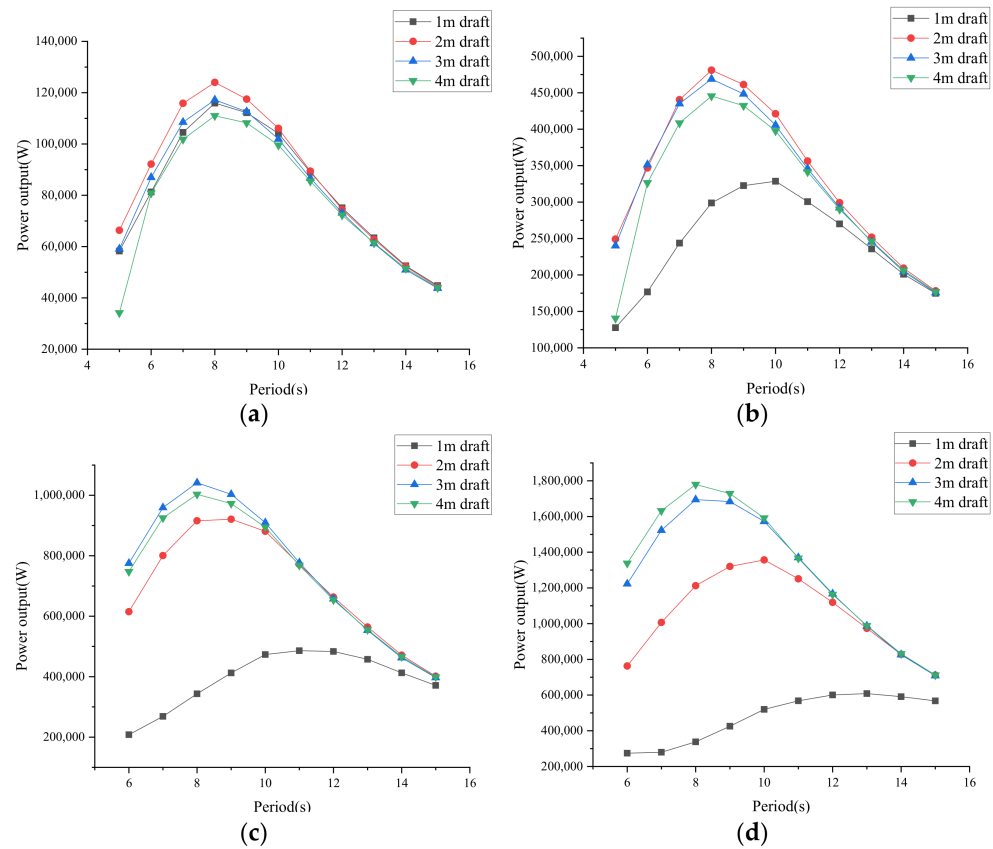 1m draft
2m draft
3m draft
4m draft
140,000
120,000
100,000
80,000
60,000
40,000
20,000
Power output(W)
4 6 8 10 12 14 16
Period(s)
(a)
1m draft
2m draft
3m draft
4m draft
500,000
450,000
400,000
350,000
300,000
250,000
200,000
150,000
100,000
Power output(W)
4 6 8 10 12 14 16
Period(s)
(b)
1m draft
2m draft
3m draft
4m draft
1,000,000
800,000
600,000
400,000
200,000
Power output(W)
6 8 10 12 14 16
Period(s)
(c)
1m draft
2m draft
3m draft
4m draft
1,800,000
1,600,000
1,400,000
1,200,000
1,000,000
800,000
600,000
400,000
200,000
Power output(W)
6 8 10 12 14 16
Period(s)
(d)